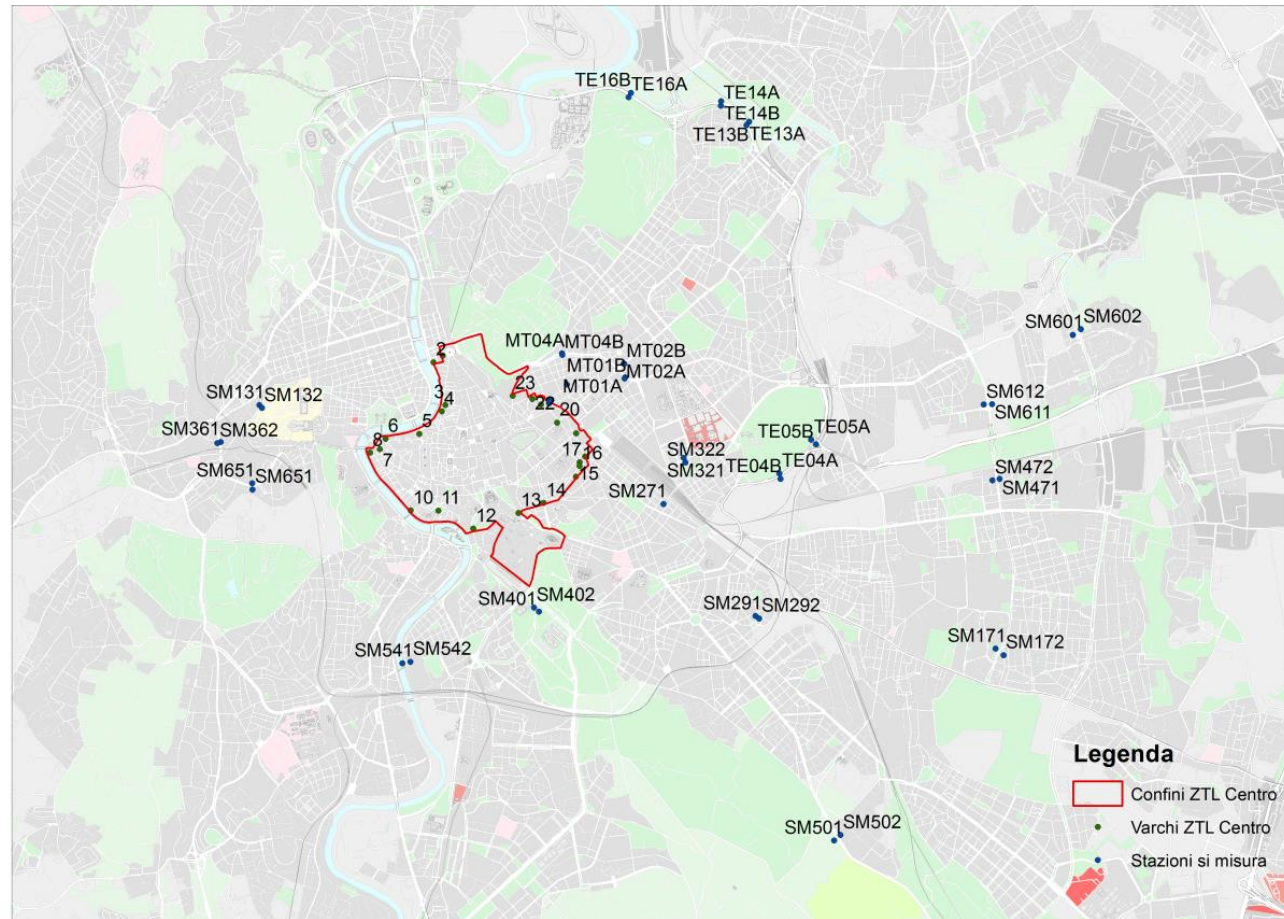 TE16B TE16A
TE14A
TE14B
TE13B TE13A
SM601 SM602
2
MT04A MT04B
MT02B
MT01B
MT02A
MT01A
23
3
4
22
SM612
SM611
SM131 SM132
20
5
6
SM361 SM362
8
7
TE05B TE05A
17
16
SM322
SM321
15
TE04B TE04A
SM472
SM471
SM651 SM651
SM271
10
11
14
13
12
SM401 SM402
SM291 SM292
SM541 SM542
SM171 SM172
SM501 SM502
Legenda
Confini ZTL Centro
Varchi ZTL Centro
Stazioni si misura